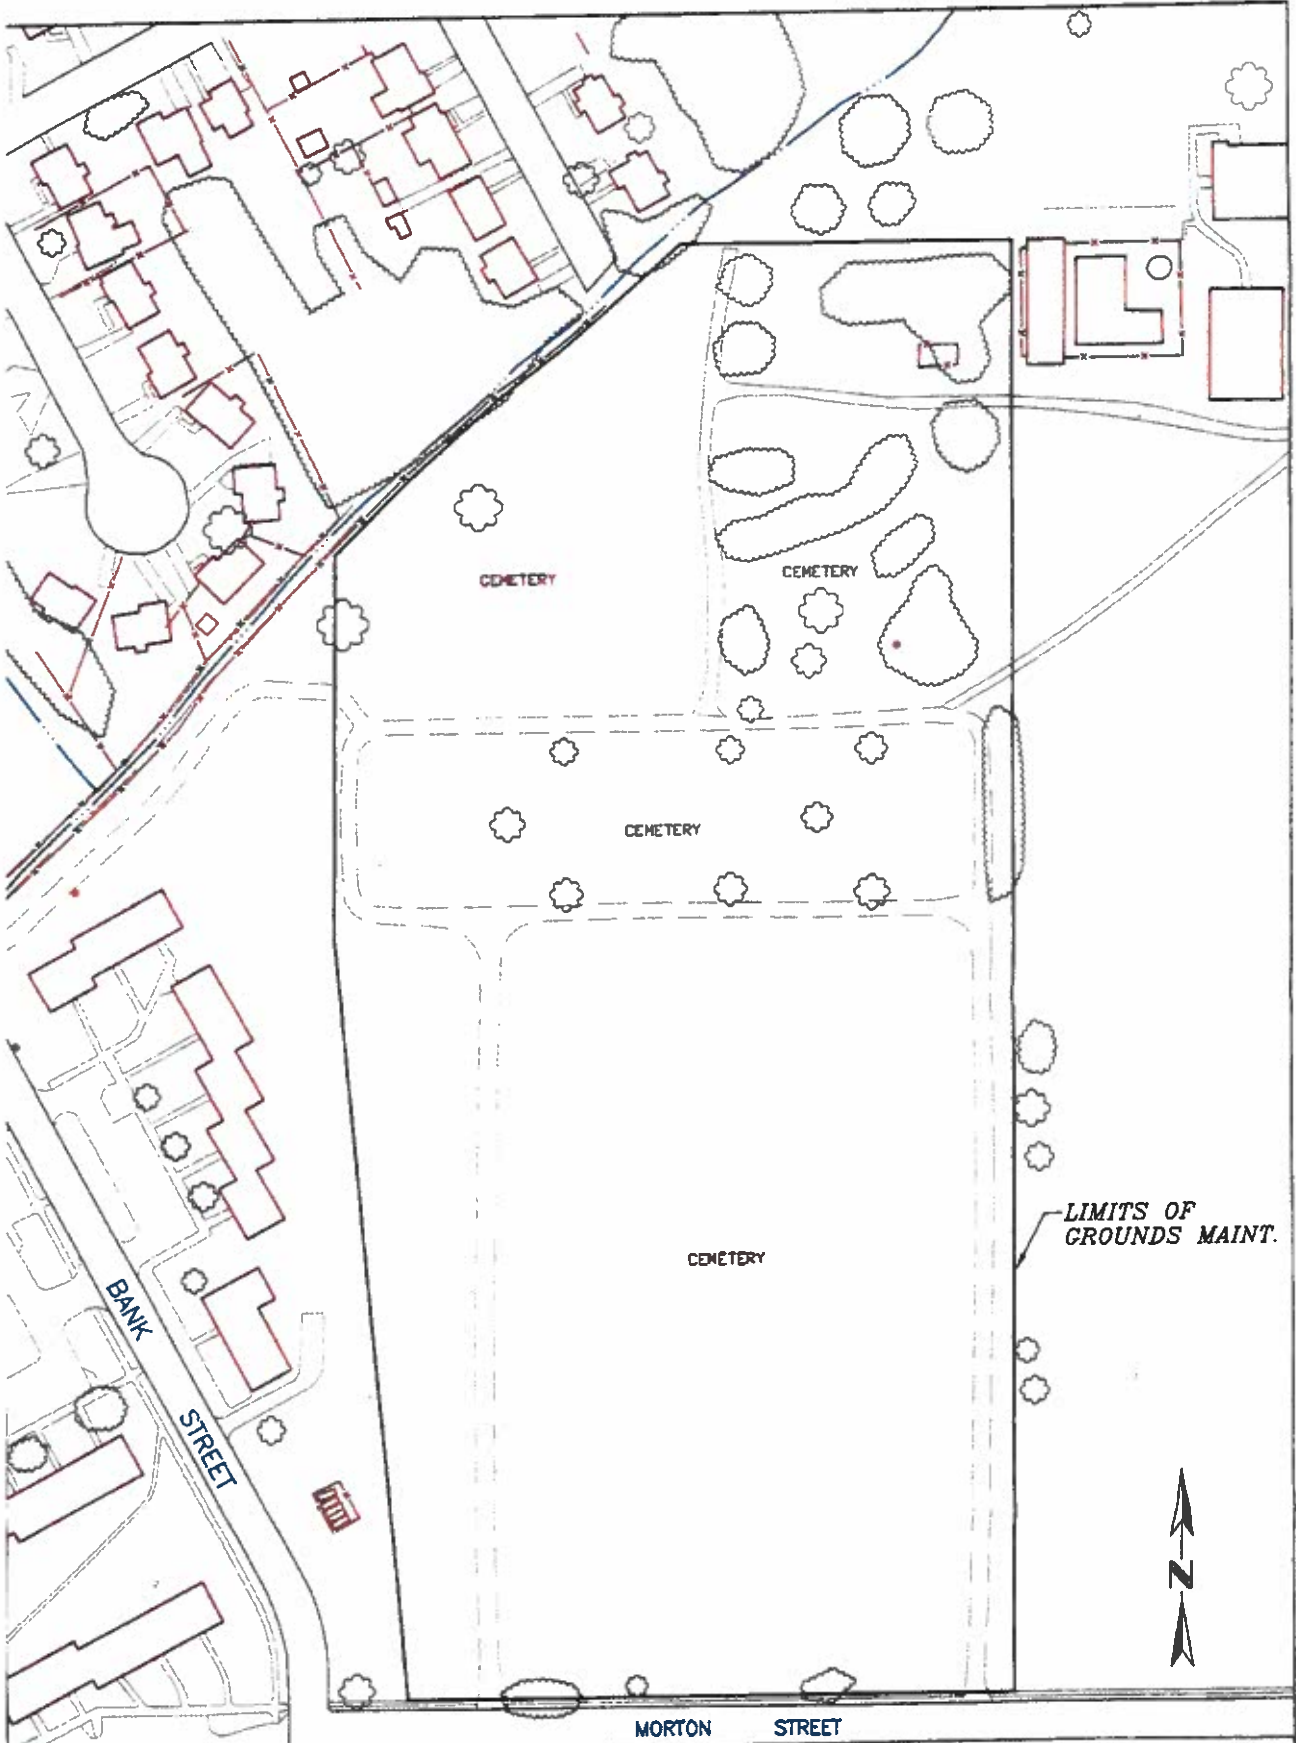 CEMETERY
CEMETERY
CEMETERY
LIMITS OF
GROUNDS MAINT.
CEMETERY
BANK
STREET
N
MORTON STREET